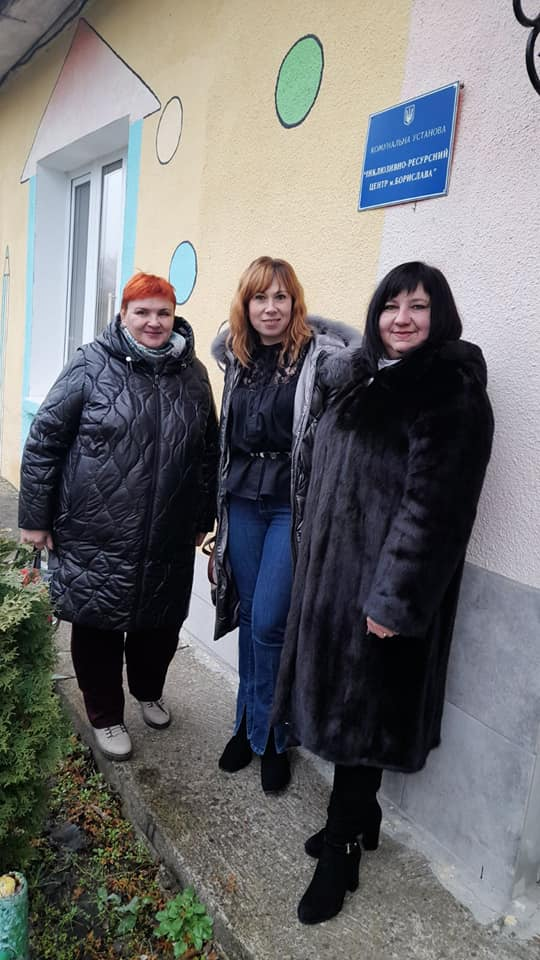 КОМУНАЛЬНА УСТАНОВА
"ІНКЛЮЗИВНО-РЕСУРСНИЙ
ЦЕНТР м.БОРИСЛАВА"